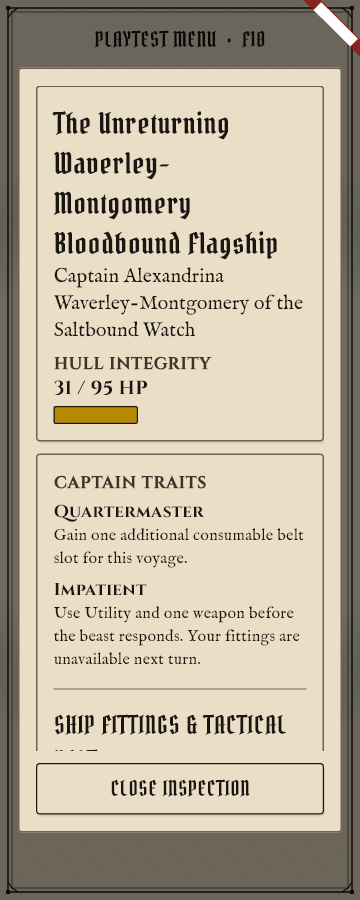 PLAYTEST MENU · F10
The Unreturning
Waverley-
Montgomery
Bloodbound Flagship
Captain Alexandrina
Waverley-Montgomery of the
Saltbound Watch
HULL INTEGRITY
31 / 95 HP
CAPTAIN TRAITS
QUARTERMASTER
Gain one additional consumable belt
slot for this voyage.
IMPATIENT
Use Utility and one weapon before
the beast responds. Your fittings are
unavailable next turn.
SHIP FITTINGS & TACTICAL
CLOSE INSPECTION